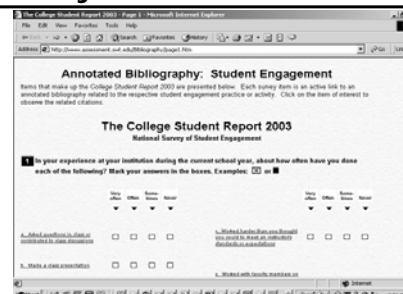 The College Student Report 2003 - Page 1 - Microsoft Internet Explorer
File Edit View Favorites Tools Help
Search Favorites History
Address
Annotated Bibliography: Student Engagement
Items that make up the College Student Report 2003 are presented below. Each survey item is an active link to an
annotated bibliography related to the respective student engagement practice or activity. Click on the item of interest to
observe the related citations.
The College Student Report 2003
National Survey of Student Engagement
1 In your experience at your institution during the current school year, about how often have you done
each of the following? Mark your answers in the boxes. Examples: ☒ or ■
Very often Often Some-times Never Very often Often Some-times Never
a. Asked questions in class or
contributed to class discussions
r. Worked harder than you thought
you could to meet an instructor's
standards or expectations
b. Made a class presentation
s. Worked with faculty members on
Internet